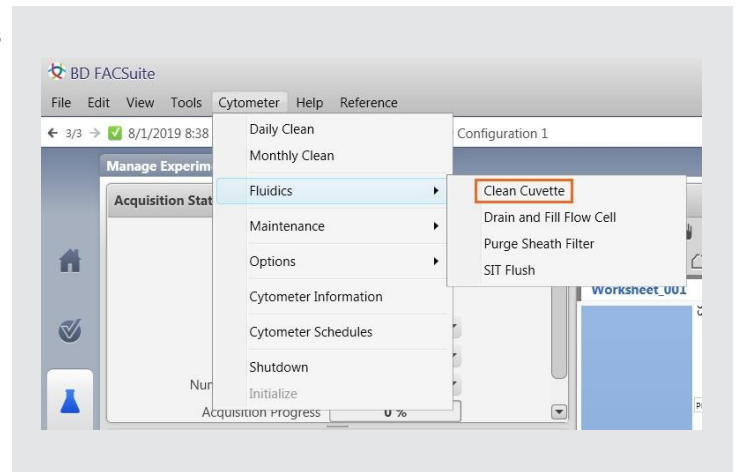 BD FACSuite
File Edit View Tools Cytometer Help Reference
3/3 8/1/2019 8:38
Configuration 1
Daily Clean
Monthly Clean
Manage Experim
Fluidics
Clean Cuvette
Acquisition Stat
Drain and Fill Flow Cell
Maintenance
Purge Sheath Filter
Options
SIT Flush
Cytometer Information
Worksheet_001
Cytometer Schedules
Shutdown
Nur
Initialize
Acquisition Progress 0 %